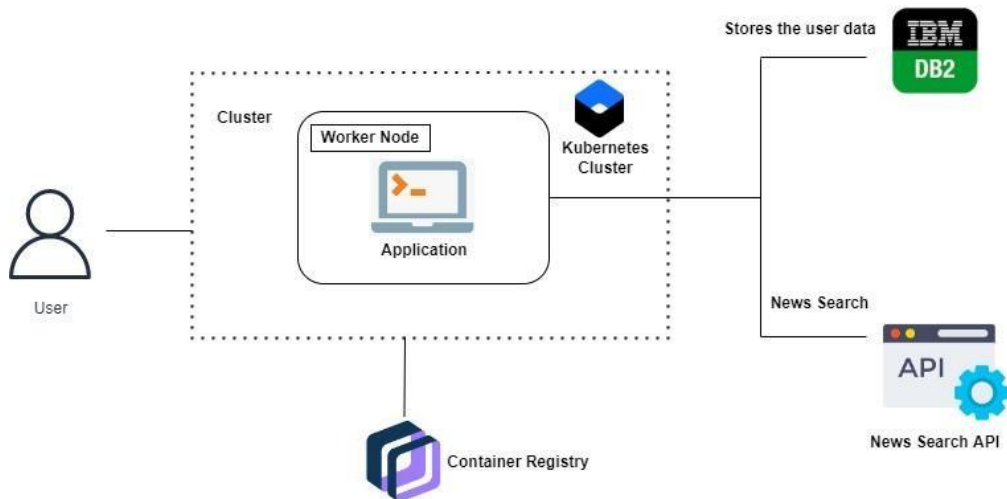 Stores the user data
IBM
DB2
Cluster
Worker Node
Kubernetes
Cluster
Application
User
News Search
API
News Search API
Container Registry